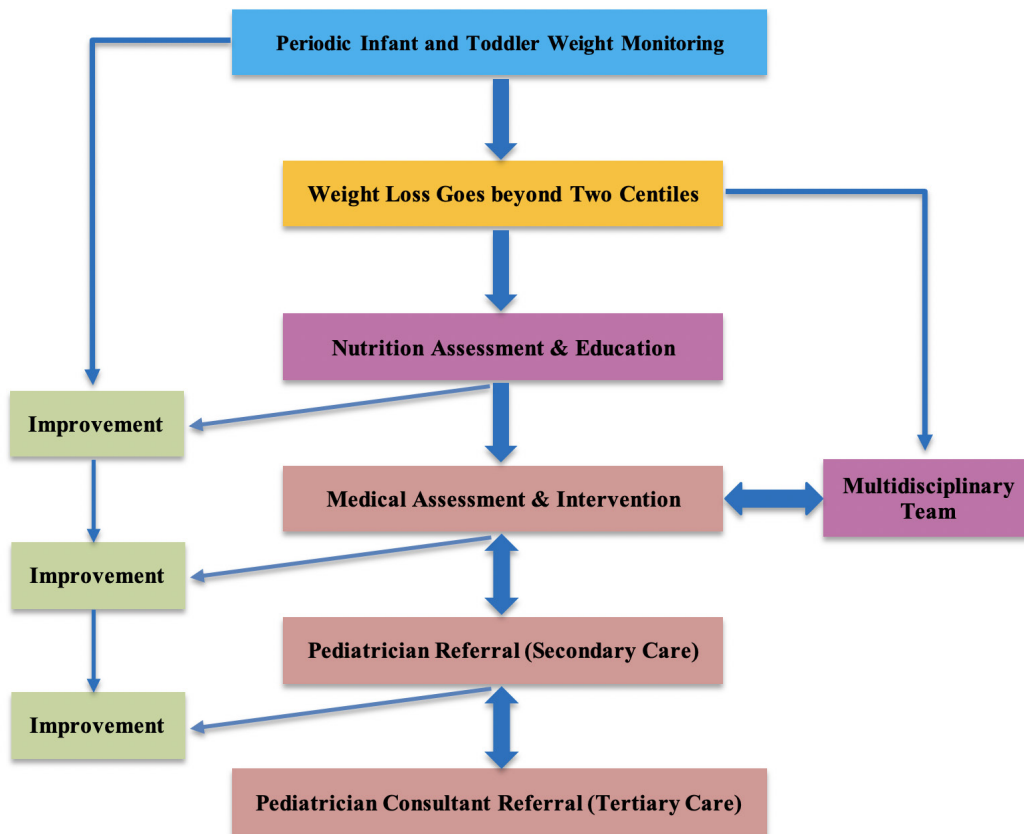 Periodic Infant and Toddler Weight Monitoring
Weight Loss Goes beyond Two Centiles
Nutrition Assessment & Education
Improvement
Medical Assessment & Intervention
Multidisciplinary
Team
Improvement
Pediatrician Referral (Secondary Care)
Improvement
Pediatrician Consultant Referral (Tertiary Care)